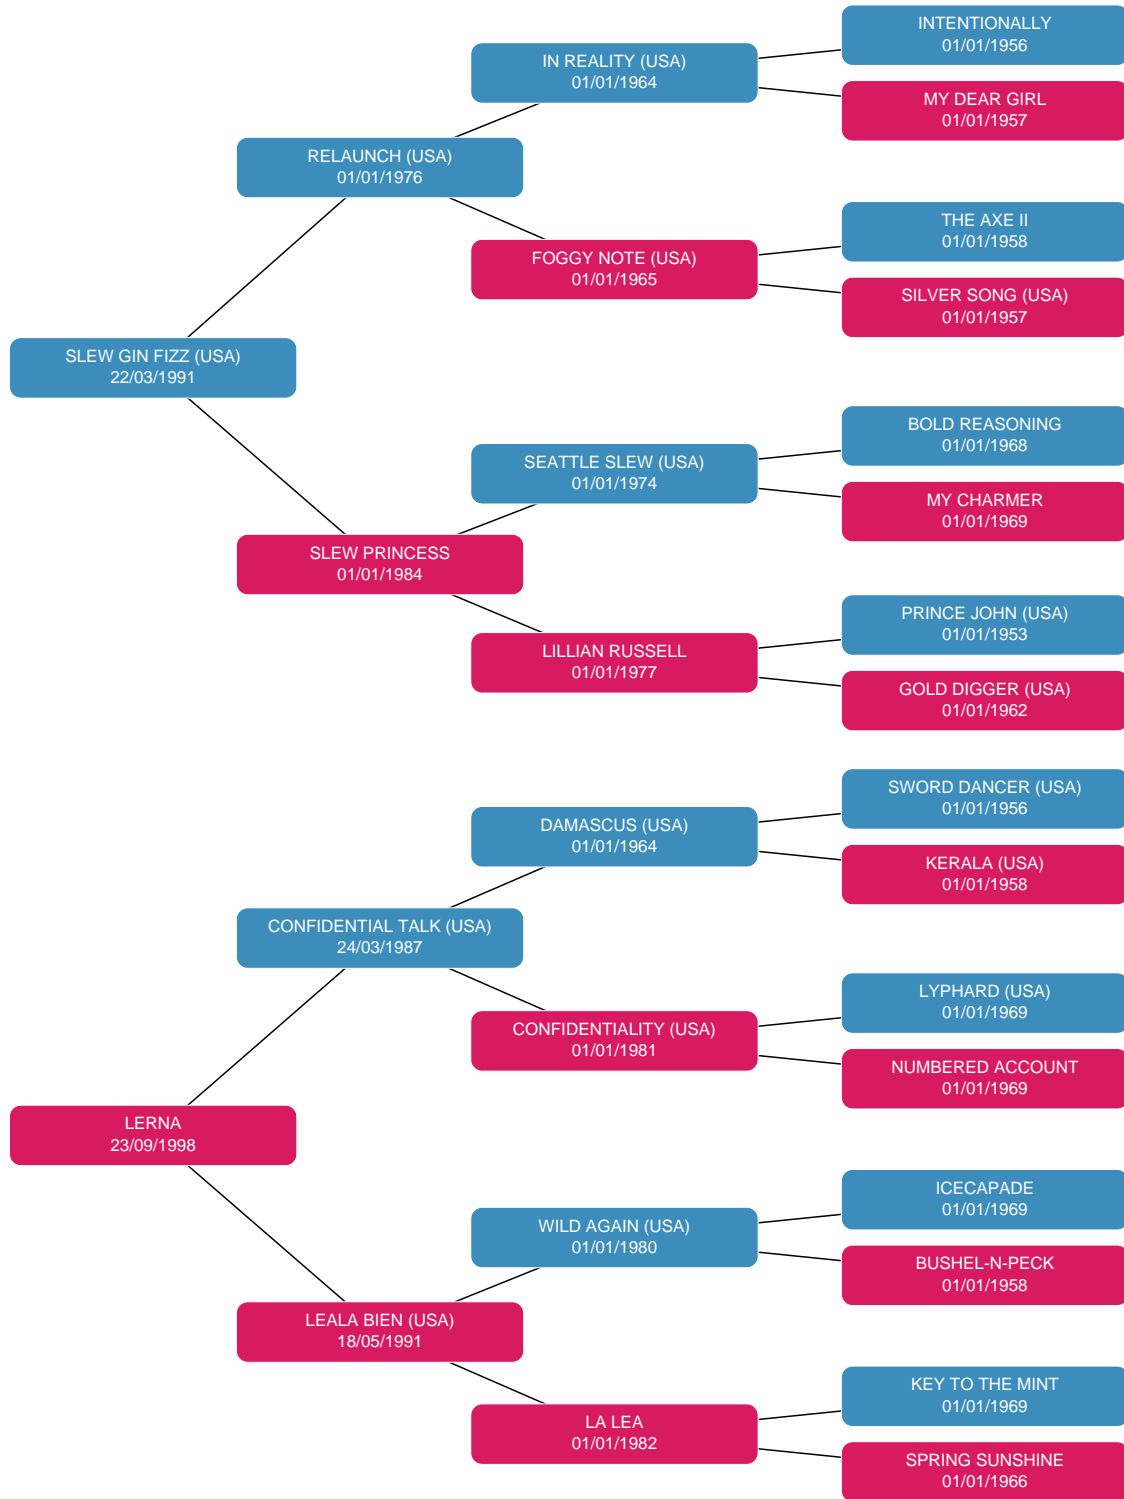 INTENTIONALLY
01/01/1956
IN REALITY (USA)
01/01/1964
MY DEAR GIRL
01/01/1957
RELAUNCH (USA)
01/01/1976
THE AXE II
01/01/1958
FOGGY NOTE (USA)
01/01/1965
SILVER SONG (USA)
01/01/1957
SLEW GIN FIZZ (USA)
22/03/1991
BOLD REASONING
01/01/1968
SEATTLE SLEW (USA)
01/01/1974
MY CHARMER
01/01/1969
SLEW PRINCESS
01/01/1984
PRINCE JOHN (USA)
01/01/1953
LILLIAN RUSSELL
01/01/1977
GOLD DIGGER (USA)
01/01/1962
SWORD DANCER (USA)
01/01/1956
DAMASCUS (USA)
01/01/1964
KERALA (USA)
01/01/1958
CONFIDENTIAL TALK (USA)
24/03/1987
LYPHARD (USA)
01/01/1969
CONFIDENTIALITY (USA)
01/01/1981
NUMBERED ACCOUNT
01/01/1969
LERNA
23/09/1998
ICECAPADE
01/01/1969
WILD AGAIN (USA)
01/01/1980
BUSHEL-N-PECK
01/01/1958
LEALA BIEN (USA)
18/05/1991
KEY TO THE MINT
01/01/1969
LA LEA
01/01/1982
SPRING SUNSHINE
01/01/1966